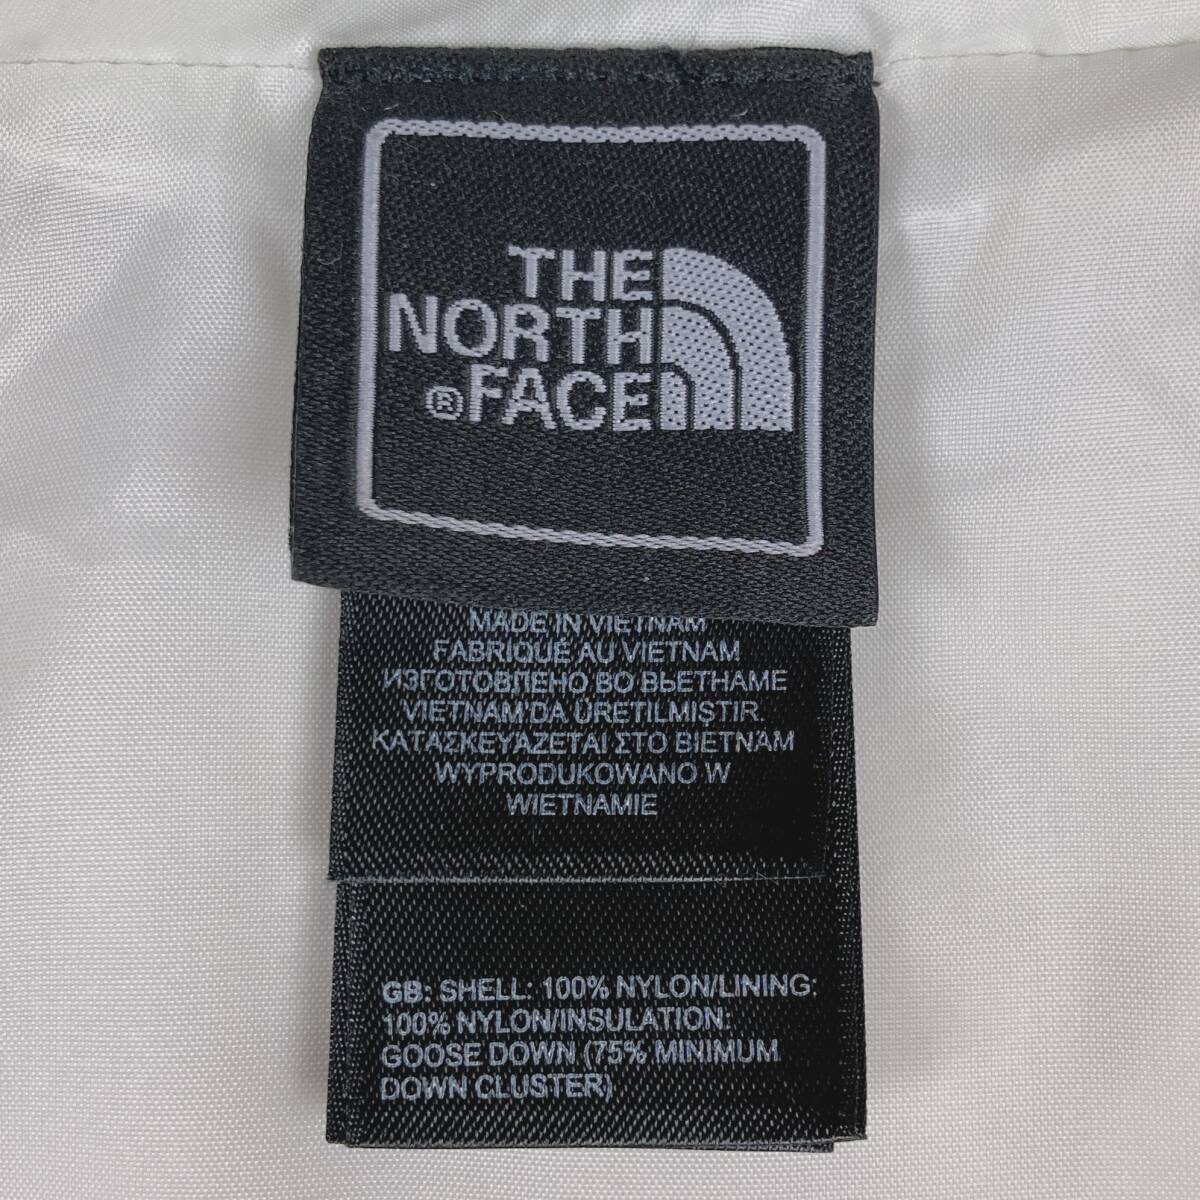 THE
NORTH
®FACE
MADE IN VIETNAM
FABRIQUÉ AU VIETNAM
ИЗГОТОВЛЕНО ВО ВЬЕТНАМЕ
VIETNAM'DA ÜRETILMIŞTIR.
ΚΑΤΑΣΚΕΥΑΖΕΤΑΙ ΣΤΟ ΒΙΕΤΝΑΜ
WYPRODUKOWANO W
WIETNAMIE
GB: SHELL: 100% NYLON/LINING:
100% NYLON/INSULATION:
GOOSE DOWN (75% MINIMUM
DOWN CLUSTER)